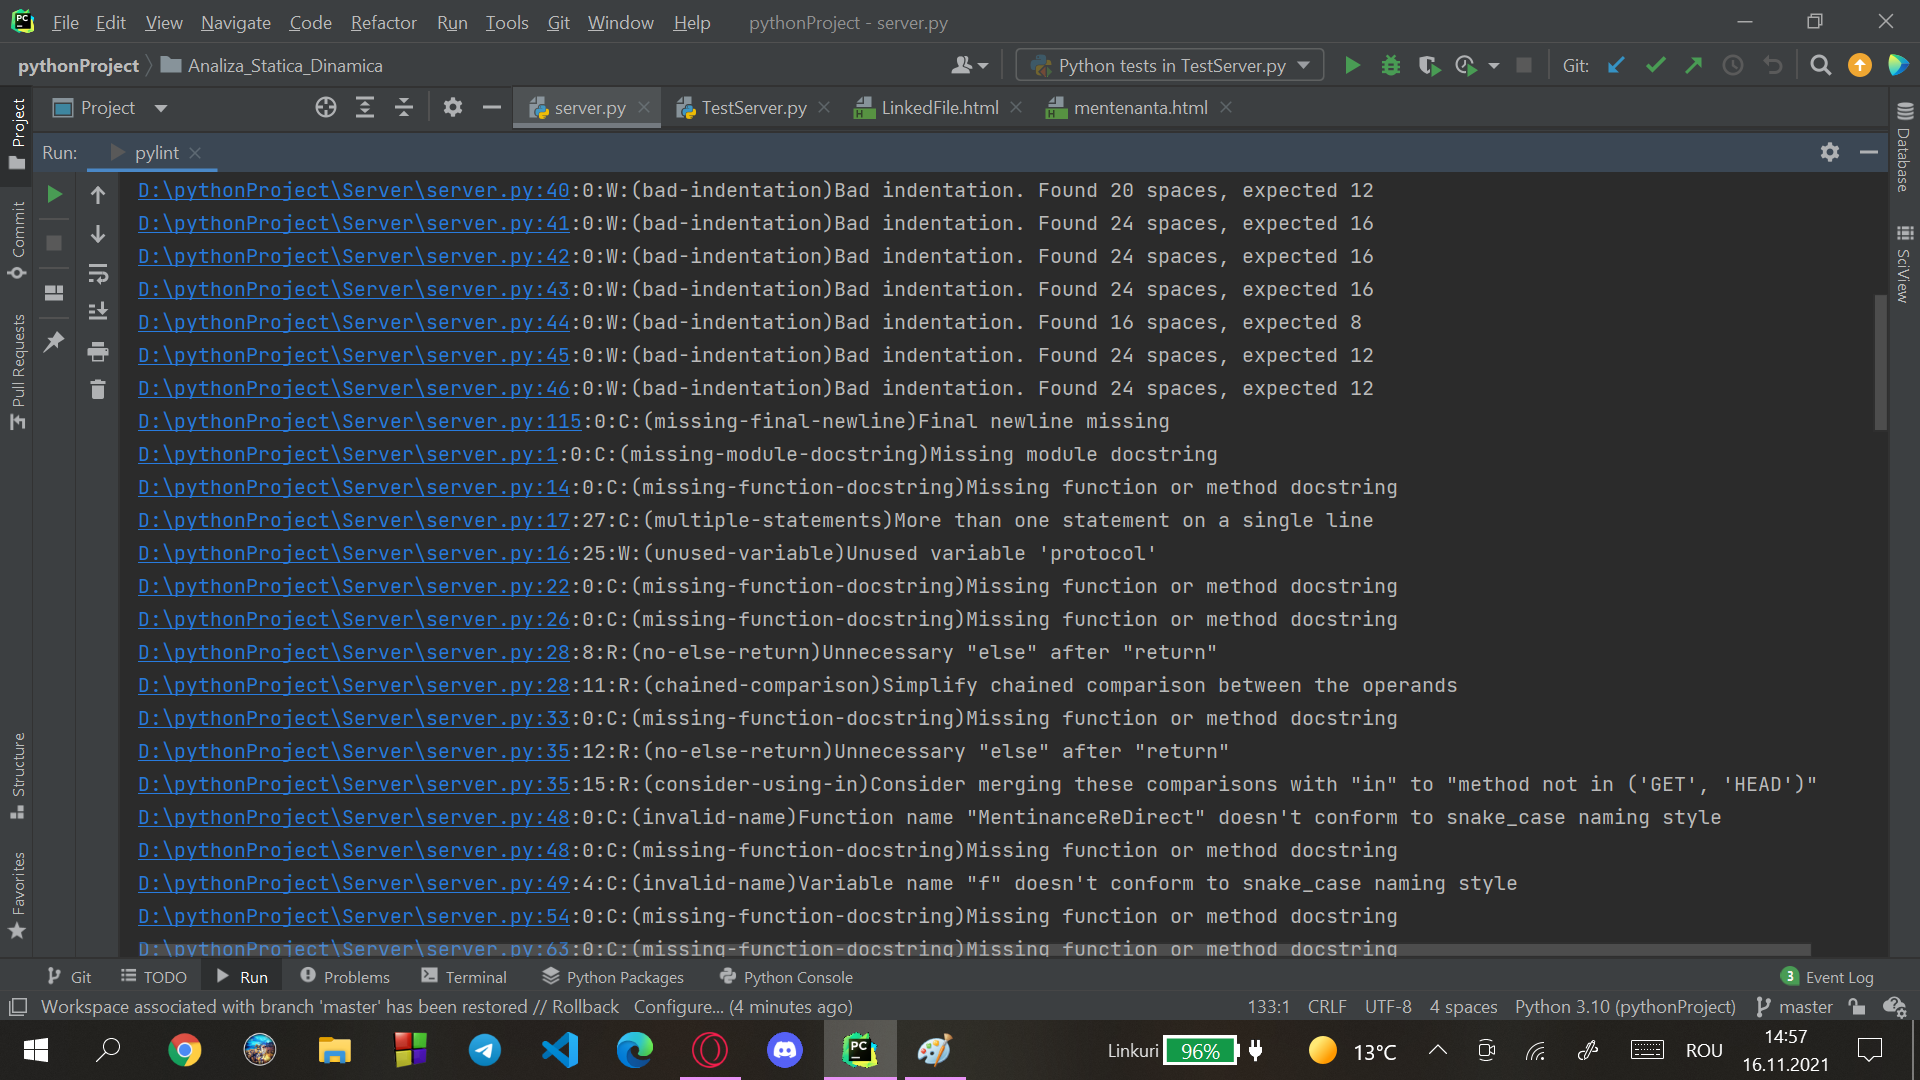 File Edit View Navigate Code Refactor Run Tools Git Window Help pythonProject - server.py
pythonProject Analiza_Statica_Dinamica Python tests in TestServer.py Git:
Project server.py TestServer.py LinkedFile.html mentenanta.html
Run: pylint
D:\pythonProject\Server\server.py:40:0:W:(bad-indentation)Bad indentation. Found 20 spaces, expected 12
D:\pythonProject\Server\server.py:41:0:W:(bad-indentation)Bad indentation. Found 24 spaces, expected 16
D:\pythonProject\Server\server.py:42:0:W:(bad-indentation)Bad indentation. Found 24 spaces, expected 16
D:\pythonProject\Server\server.py:43:0:W:(bad-indentation)Bad indentation. Found 24 spaces, expected 16
D:\pythonProject\Server\server.py:44:0:W:(bad-indentation)Bad indentation. Found 16 spaces, expected 8
D:\pythonProject\Server\server.py:45:0:W:(bad-indentation)Bad indentation. Found 24 spaces, expected 12
D:\pythonProject\Server\server.py:46:0:W:(bad-indentation)Bad indentation. Found 24 spaces, expected 12
D:\pythonProject\Server\server.py:115:0:C:(missing-final-newline)Final newline missing
D:\pythonProject\Server\server.py:1:0:C:(missing-module-docstring)Missing module docstring
D:\pythonProject\Server\server.py:14:0:C:(missing-function-docstring)Missing function or method docstring
D:\pythonProject\Server\server.py:17:27:C:(multiple-statements)More than one statement on a single line
D:\pythonProject\Server\server.py:16:25:W:(unused-variable)Unused variable 'protocol'
D:\pythonProject\Server\server.py:22:0:C:(missing-function-docstring)Missing function or method docstring
D:\pythonProject\Server\server.py:26:0:C:(missing-function-docstring)Missing function or method docstring
D:\pythonProject\Server\server.py:28:8:R:(no-else-return)Unnecessary "else" after "return"
D:\pythonProject\Server\server.py:28:11:R:(chained-comparison)Simplify chained comparison between the operands
D:\pythonProject\Server\server.py:33:0:C:(missing-function-docstring)Missing function or method docstring
D:\pythonProject\Server\server.py:35:12:R:(no-else-return)Unnecessary "else" after "return"
D:\pythonProject\Server\server.py:35:15:R:(consider-using-in)Consider merging these comparisons with "in" to "method not in ('GET', 'HEAD')"
D:\pythonProject\Server\server.py:48:0:C:(invalid-name)Function name "MentinanceReDirect" doesn't conform to snake_case naming style
D:\pythonProject\Server\server.py:48:0:C:(missing-function-docstring)Missing function or method docstring
D:\pythonProject\Server\server.py:49:4:C:(invalid-name)Variable name "f" doesn't conform to snake_case naming style
D:\pythonProject\Server\server.py:54:0:C:(missing-function-docstring)Missing function or method docstring
D:\pythonProject\Server\server.py:63:0:C:(missing-function-docstring)Missing function or method docstring
Project
Commit
Pull Requests
Structure
Favorites
Database
SciView
Git TODO Run Problems Terminal Python Packages Python Console 3 Event Log
Workspace associated with branch 'master' has been restored // Rollback Configure... (4 minutes ago) 133:1 CRLF UTF-8 4 spaces Python 3.10 (pythonProject) master
Linkuri 96% 13°C ROU 14:57
16.11.2021